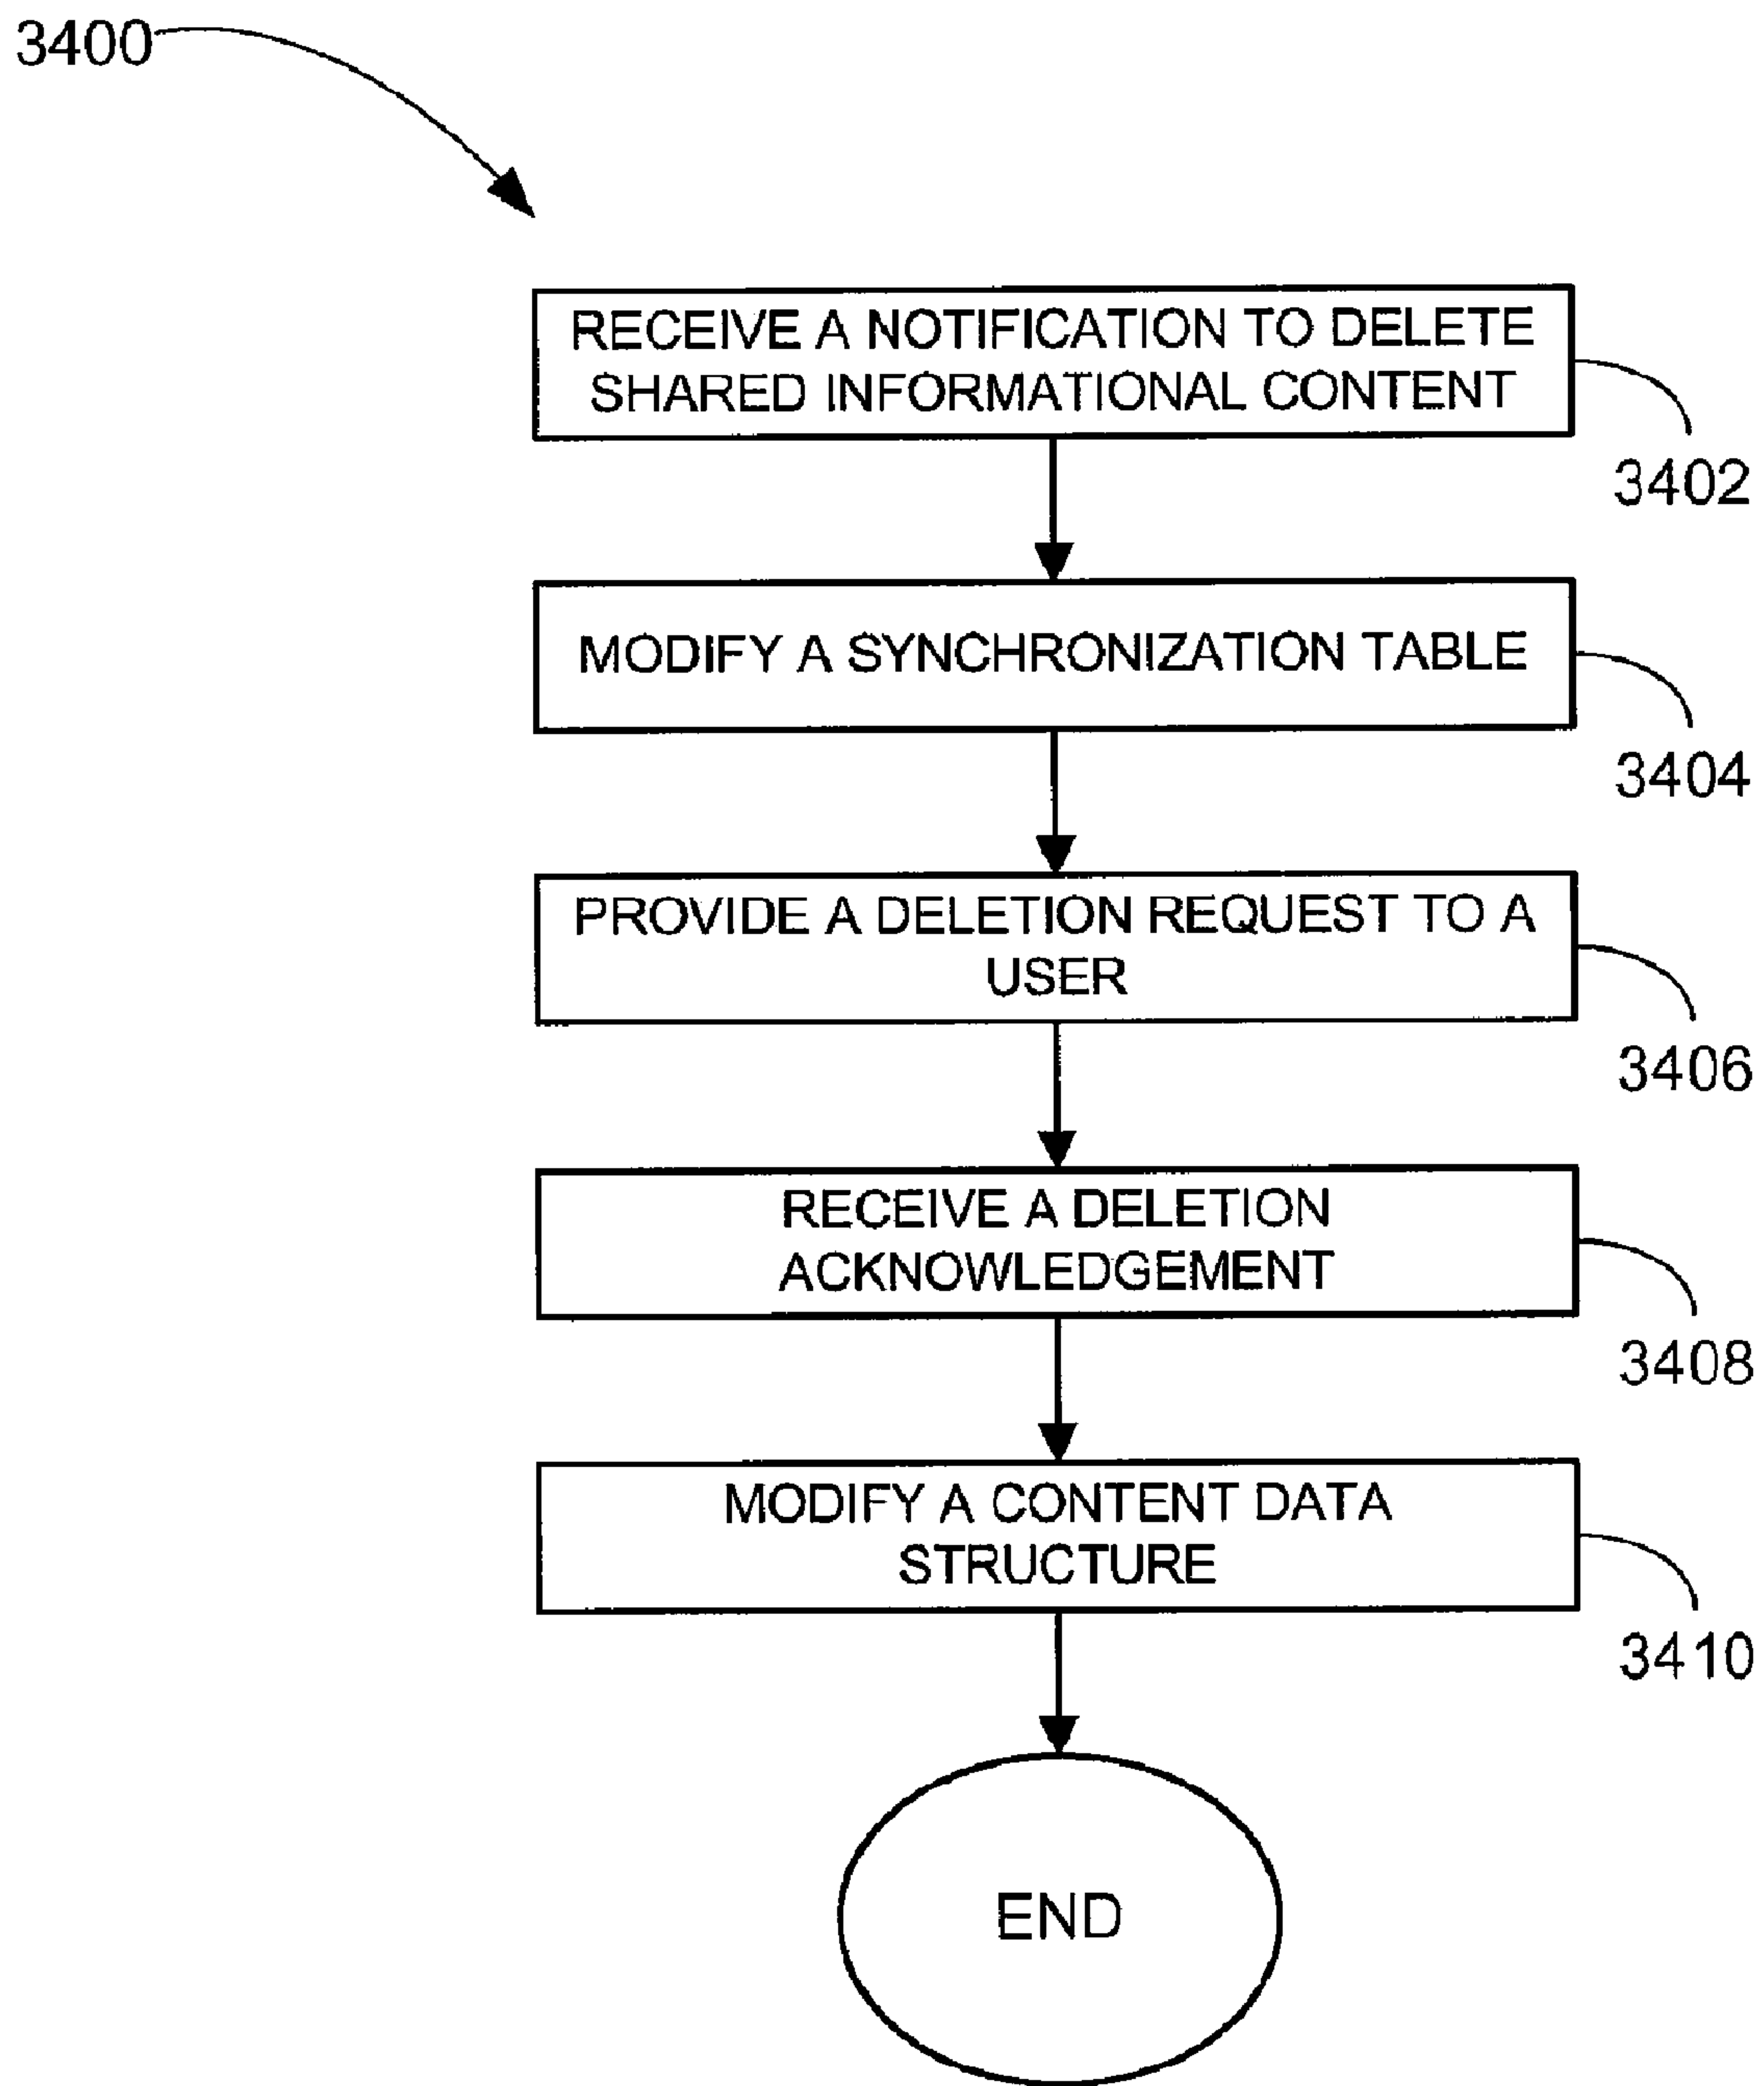 3400
RECEIVE A NOTIFICATION TO DELETE
SHARED INFORMATIONAL CONTENT
3402
MODIFY A SYNCHRONIZATION TABLE
3404
PROVIDE A DELETION REQUEST TO A
USER
3406
RECEIVE A DELETION
ACKNOWLEDGEMENT
3408
MODIFY A CONTENT DATA
STRUCTURE
3410
END